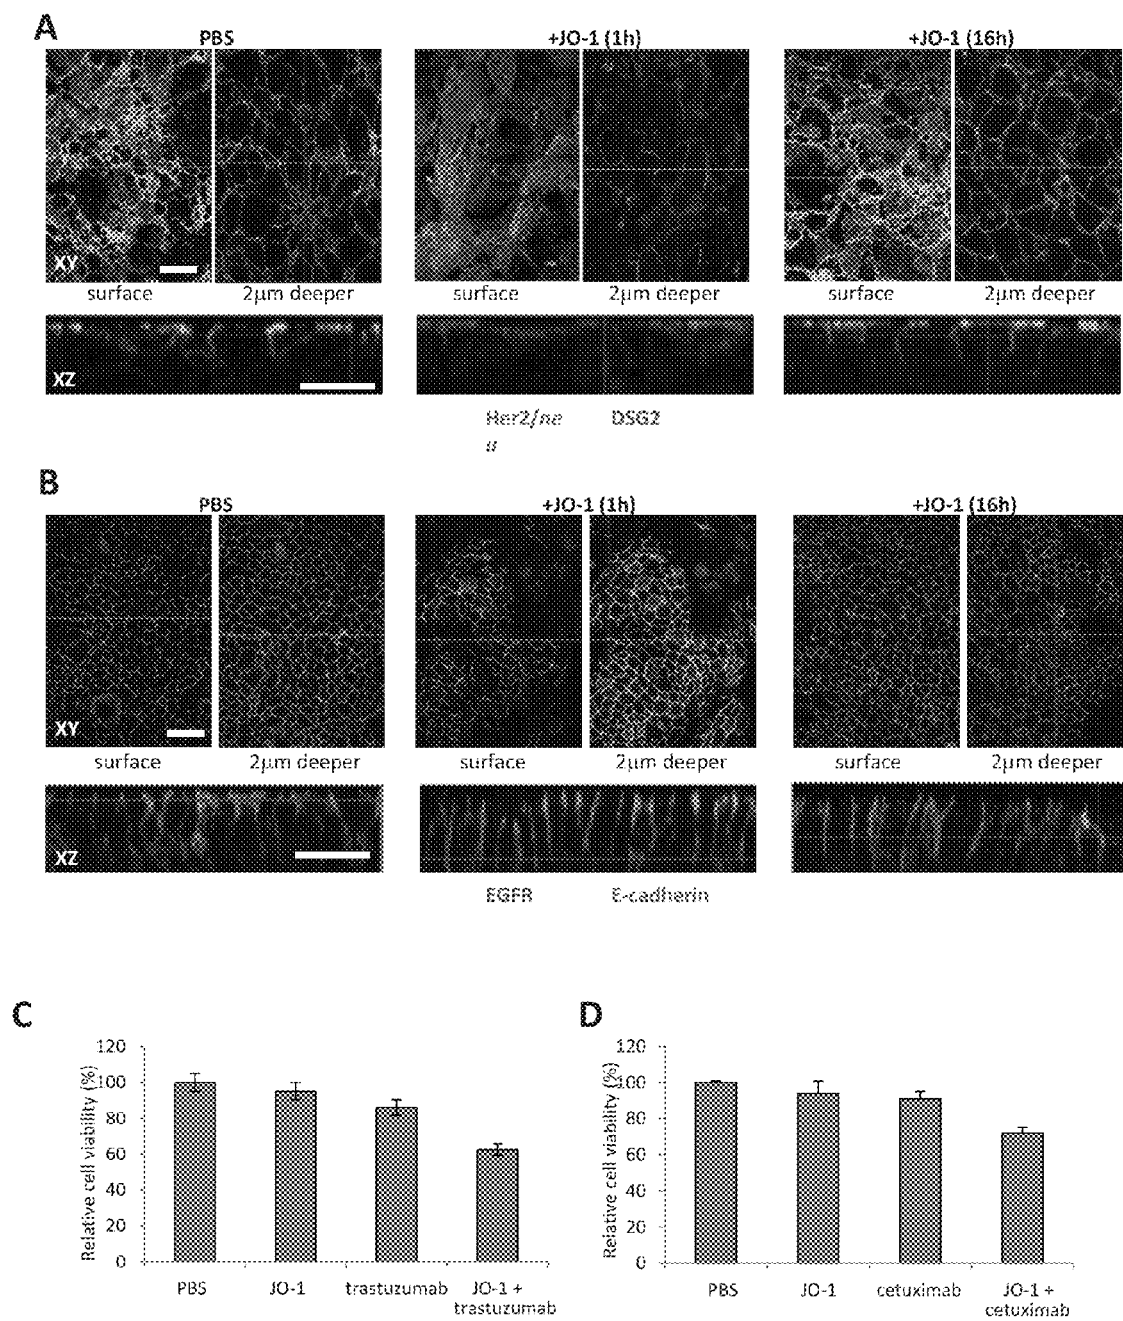 A
PBS
+JO-1 (1h)
+JO-1 (16h)
XY
surface
2μm deeper
surface
2μm deeper
surface
2μm deeper
XZ
Her2/ne
u
DSG2
B
PBS
+JO-1 (1h)
+JO-1 (16h)
XY
surface
2μm deeper
surface
2μm deeper
surface
2μm deeper
XZ
EGFR
E-cadherin
C
Relative cell viability (%)
120
100
80
60
40
20
0
PBS
JO-1
trastuzumab
JO-1 +
trastuzumab
D
Relative cell viability (%)
120
100
80
60
40
20
0
PBS
JO-1
cetuximab
JO-1 +
cetuximab